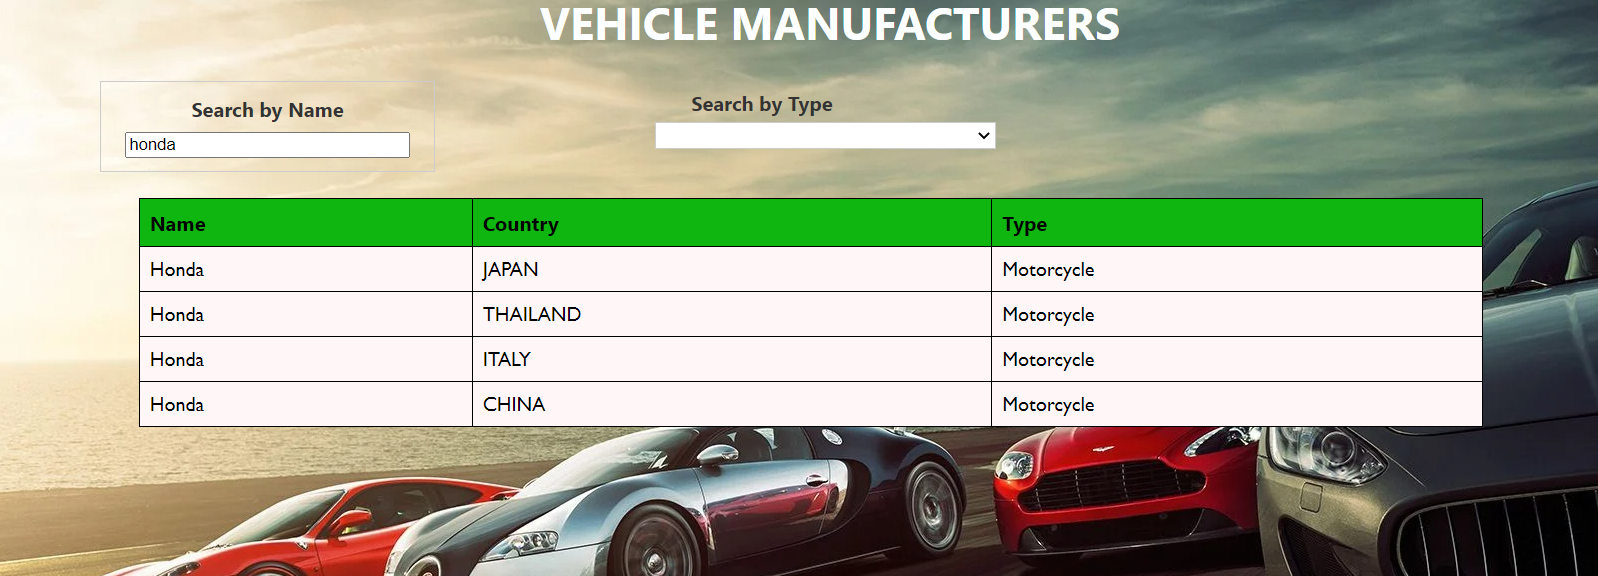 VEHICLE MANUFACTURERS
Search by Name
honda
Search by Type
Name Country Type
Honda JAPAN Motorcycle
Honda THAILAND Motorcycle
Honda ITALY Motorcycle
Honda CHINA Motorcycle